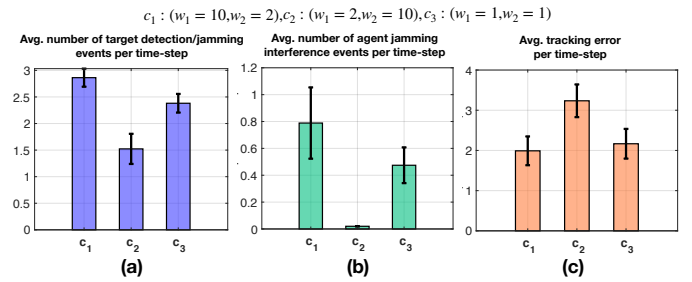 c₁ : (w₁ = 10,w₂ = 2),c₂ : (w₁ = 2,w₂ = 10),c₃ : (w₁ = 1,w₂ = 1)
Avg. number of target detection/jamming
events per time-step
3
2.5
2
1.5
1
0.5
0
c₁
c₂
c₃
(a)
Avg. number of agent jamming
interference events per time-step
1.2
1
0.8
0.6
0.4
0.2
0
c₁
c₂
c₃
(b)
Avg. tracking error
per time-step
4
3
2
1
0
c₁
c₂
c₃
(c)